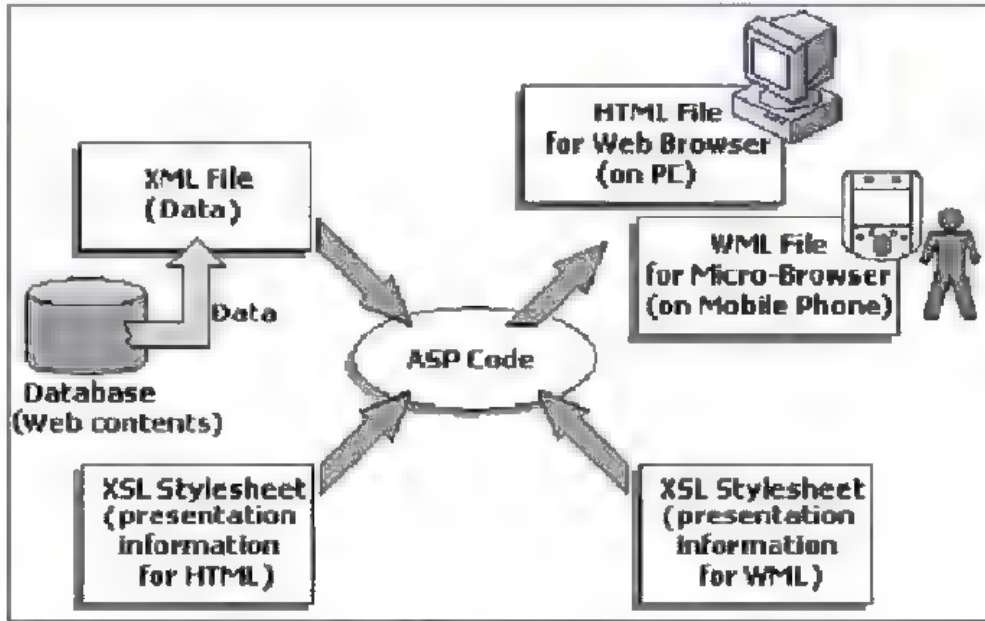 HTML File
for Web Browser
(on PC)
XML File
(Data)
WML File
for Micro-Browser
(on Mobile Phone)
Data
ASP Code
Database
(Web contents)
XSL Stylesheet
(presentation
information
for HTML)
XSL Stylesheet
(presentation
information
for WML)